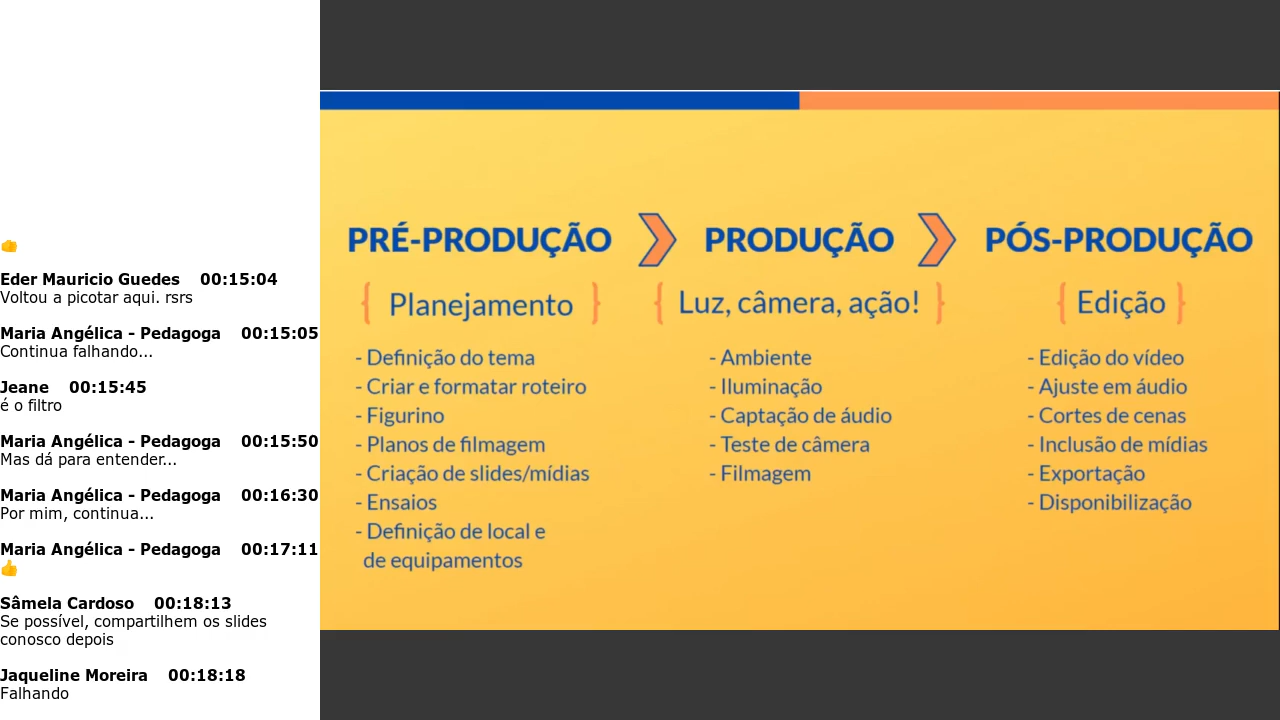 👍
Eder Mauricio Guedes 00:15:04
Voltou a picotar aqui. rsrs
Maria Angélica - Pedagoga 00:15:05
Continua falhando...
Jeane 00:15:45
é o filtro
Maria Angélica - Pedagoga 00:15:50
Mas dá para entender...
Maria Angélica - Pedagoga 00:16:30
Por mim, continua...
Maria Angélica - Pedagoga 00:17:11
👍
Sâmela Cardoso 00:18:13
Se possível, compartilhem os slides
conosco depois
Jaqueline Moreira 00:18:18
Falhando
PRÉ-PRODUÇÃO
{ Planejamento }
- Definição do tema
- Criar e formatar roteiro
- Figurino
- Planos de filmagem
- Criação de slides/mídias
- Ensaios
- Definição de local e
de equipamentos
PRODUÇÃO
{ Luz, câmera, ação! }
- Ambiente
- Iluminação
- Captação de áudio
- Teste de câmera
- Filmagem
PÓS-PRODUÇÃO
{ Edição }
- Edição do vídeo
- Ajuste em áudio
- Cortes de cenas
- Inclusão de mídias
- Exportação
- Disponibilização